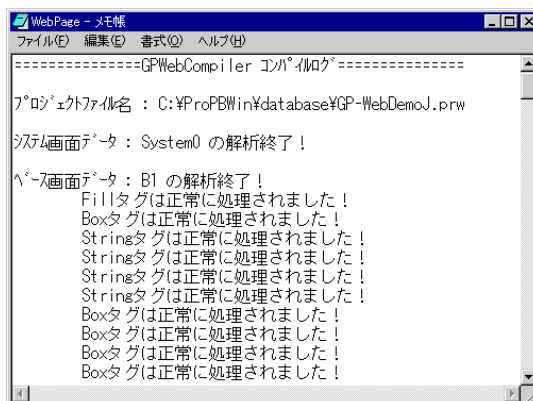 WebPage - メモ帳
ファイル(F) 編集(E) 書式(O) ヘルプ(H)
===============GPWebCompiler ｺﾝﾊﾟｲﾙﾛｸﾞ===============
ﾌﾟﾛｼﾞｪｸﾄﾌｧｲﾙ名 : C:¥ProPBWin¥database¥GP-WebDemoJ.prw
ｼｽﾃﾑ画面ﾃﾞｰﾀ : System0 の解析終了！
ﾍﾞｰｽ画面ﾃﾞｰﾀ : B1 の解析終了！
Fillタグは正常に処理されました！
Boxタグは正常に処理されました！
Stringタグは正常に処理されました！
Stringタグは正常に処理されました！
Stringタグは正常に処理されました！
Stringタグは正常に処理されました！
Boxタグは正常に処理されました！
Boxタグは正常に処理されました！
Boxタグは正常に処理されました！
Boxタグは正常に処理されました！